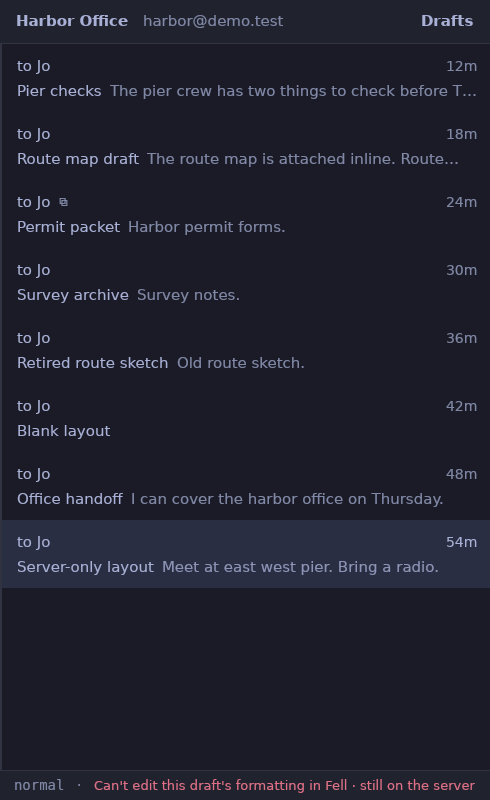 Harbor Office harbor@demo.test Drafts
to Jo 12m
Pier checks The pier crew has two things to check before T…
to Jo 18m
Route map draft The route map is attached inline. Route…
to Jo ⧉ 24m
Permit packet Harbor permit forms.
to Jo 30m
Survey archive Survey notes.
to Jo 36m
Retired route sketch Old route sketch.
to Jo 42m
Blank layout
to Jo 48m
Office handoff I can cover the harbor office on Thursday.
to Jo 54m
Server-only layout Meet at east west pier. Bring a radio.
normal · Can't edit this draft's formatting in Fell · still on the server